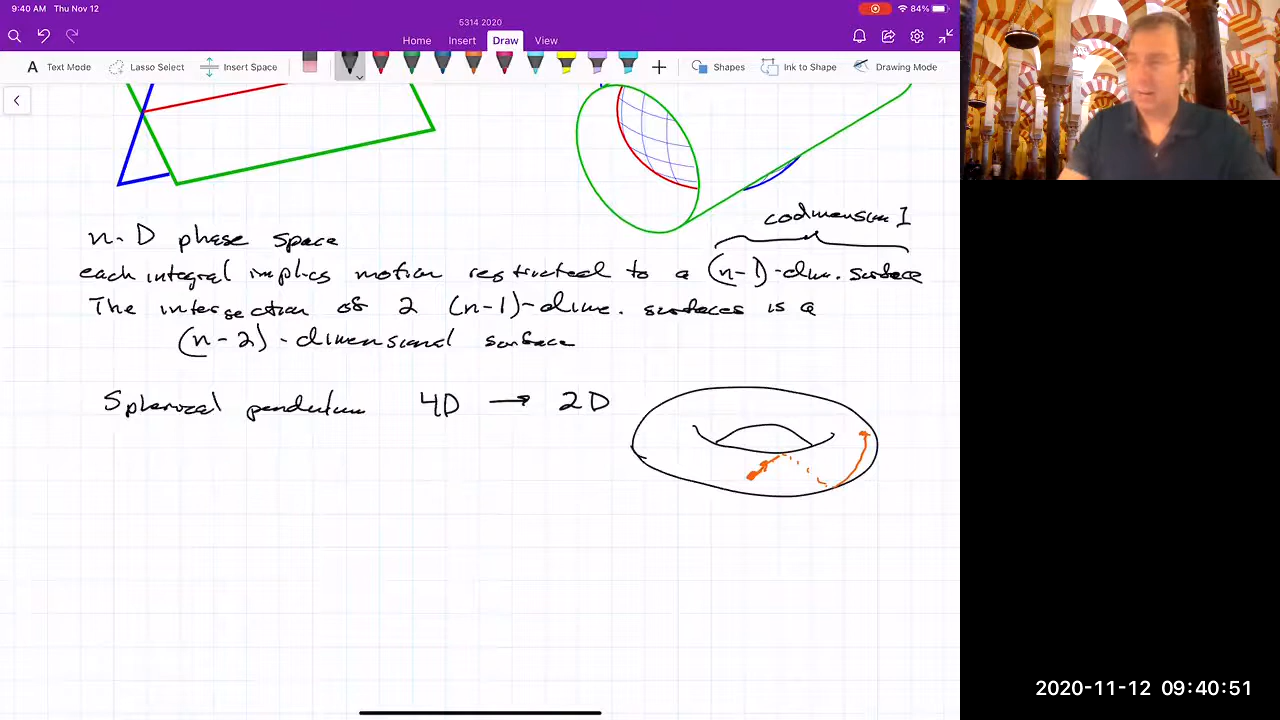 9:40 AM Thu Nov 12
84%
5314 2020
Home Insert Draw View
Text Mode Lasso Select Insert Space Shapes Ink to Shape Drawing Mode
codimension 1
n-D phase space
each integral implies motion restricted to a (n-1)-dim. surface
The intersection of 2 (n-1)-dime. surfaces is a
(n-2)-dimensional surface
Spherical pendulum 4D → 2D
2020-11-12 09:40:51